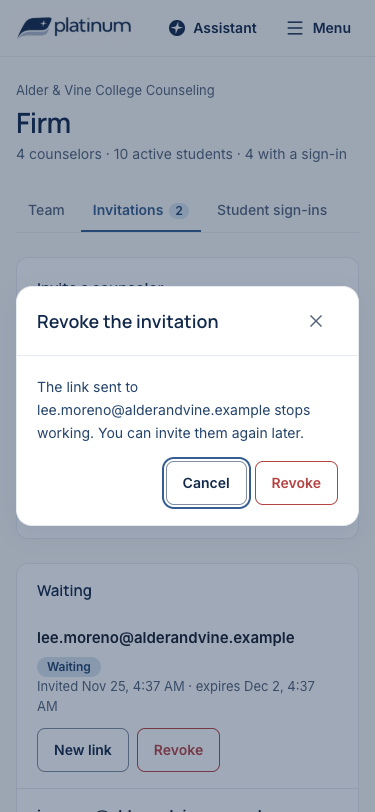 platinum
Assistant
Menu
Alder & Vine College Counseling
Firm
4 counselors · 10 active students · 4 with a sign-in
Team
Invitations 2
Student sign-ins
Revoke the invitation
The link sent to
lee.moreno@alderandvine.example stops
working. You can invite them again later.
Cancel
Revoke
Waiting
lee.moreno@alderandvine.example
Waiting
Invited Nov 25, 4:37 AM · expires Dec 2, 4:37
AM
New link
Revoke